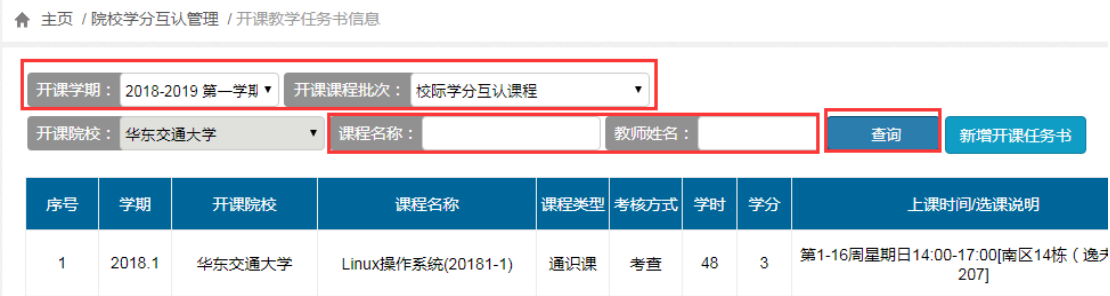 主页 / 院校学分互认管理 / 开课教学任务书信息
开课学期： 2018-2019 第一学期 开课课程批次： 校际学分互认课程
开课院校： 华东交通大学 课程名称： 教师姓名： 查询 新增开课任务书
序号 学期 开课院校 课程名称 课程类型 考核方式 学时 学分 上课时间/选课说明
1 2018.1 华东交通大学 Linux操作系统(20181-1) 通识课 考查 48 3 第1-16周星期日14:00-17:00[南区14栋（逸
207]